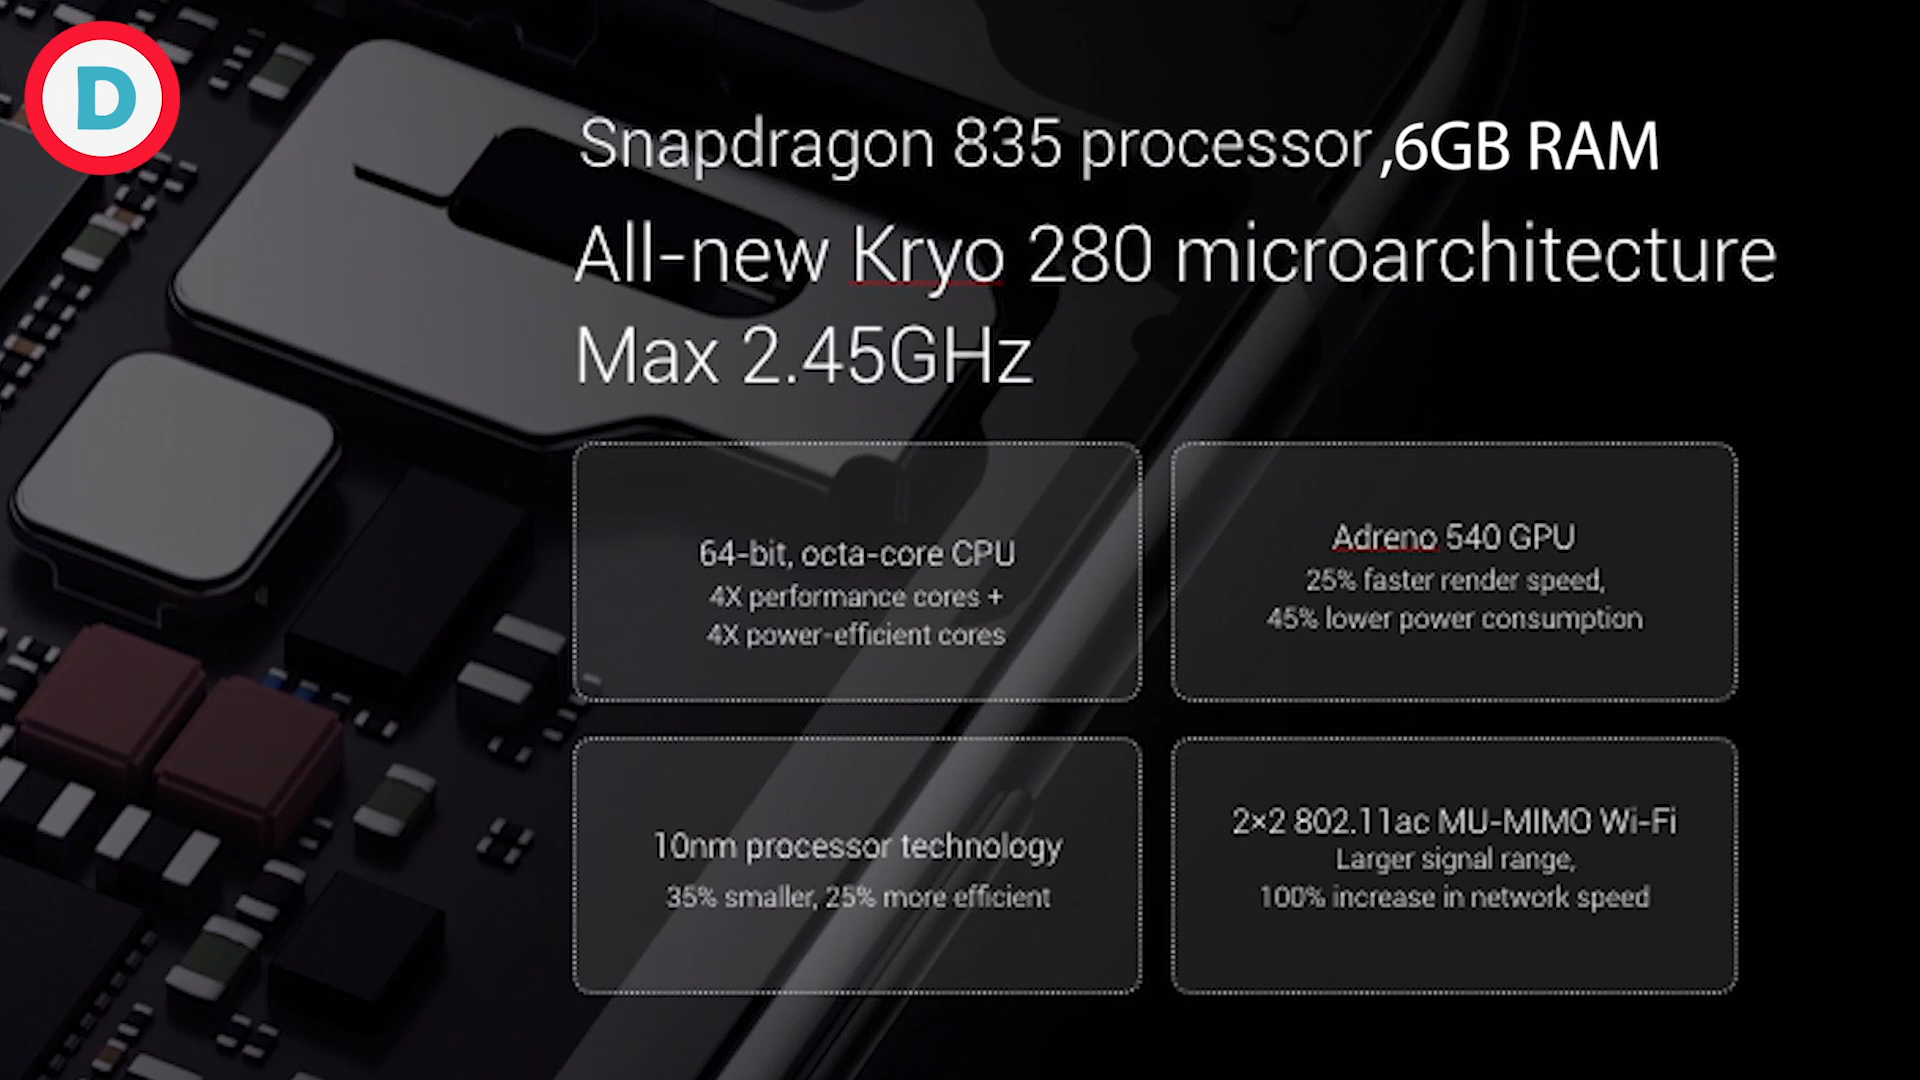 D
Snapdragon 835 processor ,6GB RAM
All-new Kryo 280 microarchitecture
Max 2.45GHz
64-bit, octa-core CPU
4X performance cores +
4X power-efficient cores
Adreno 540 GPU
25% faster render speed,
45% lower power consumption
10nm processor technology
35% smaller, 25% more efficient
2×2 802.11ac MU-MIMO Wi-Fi
Larger signal range,
100% increase in network speed